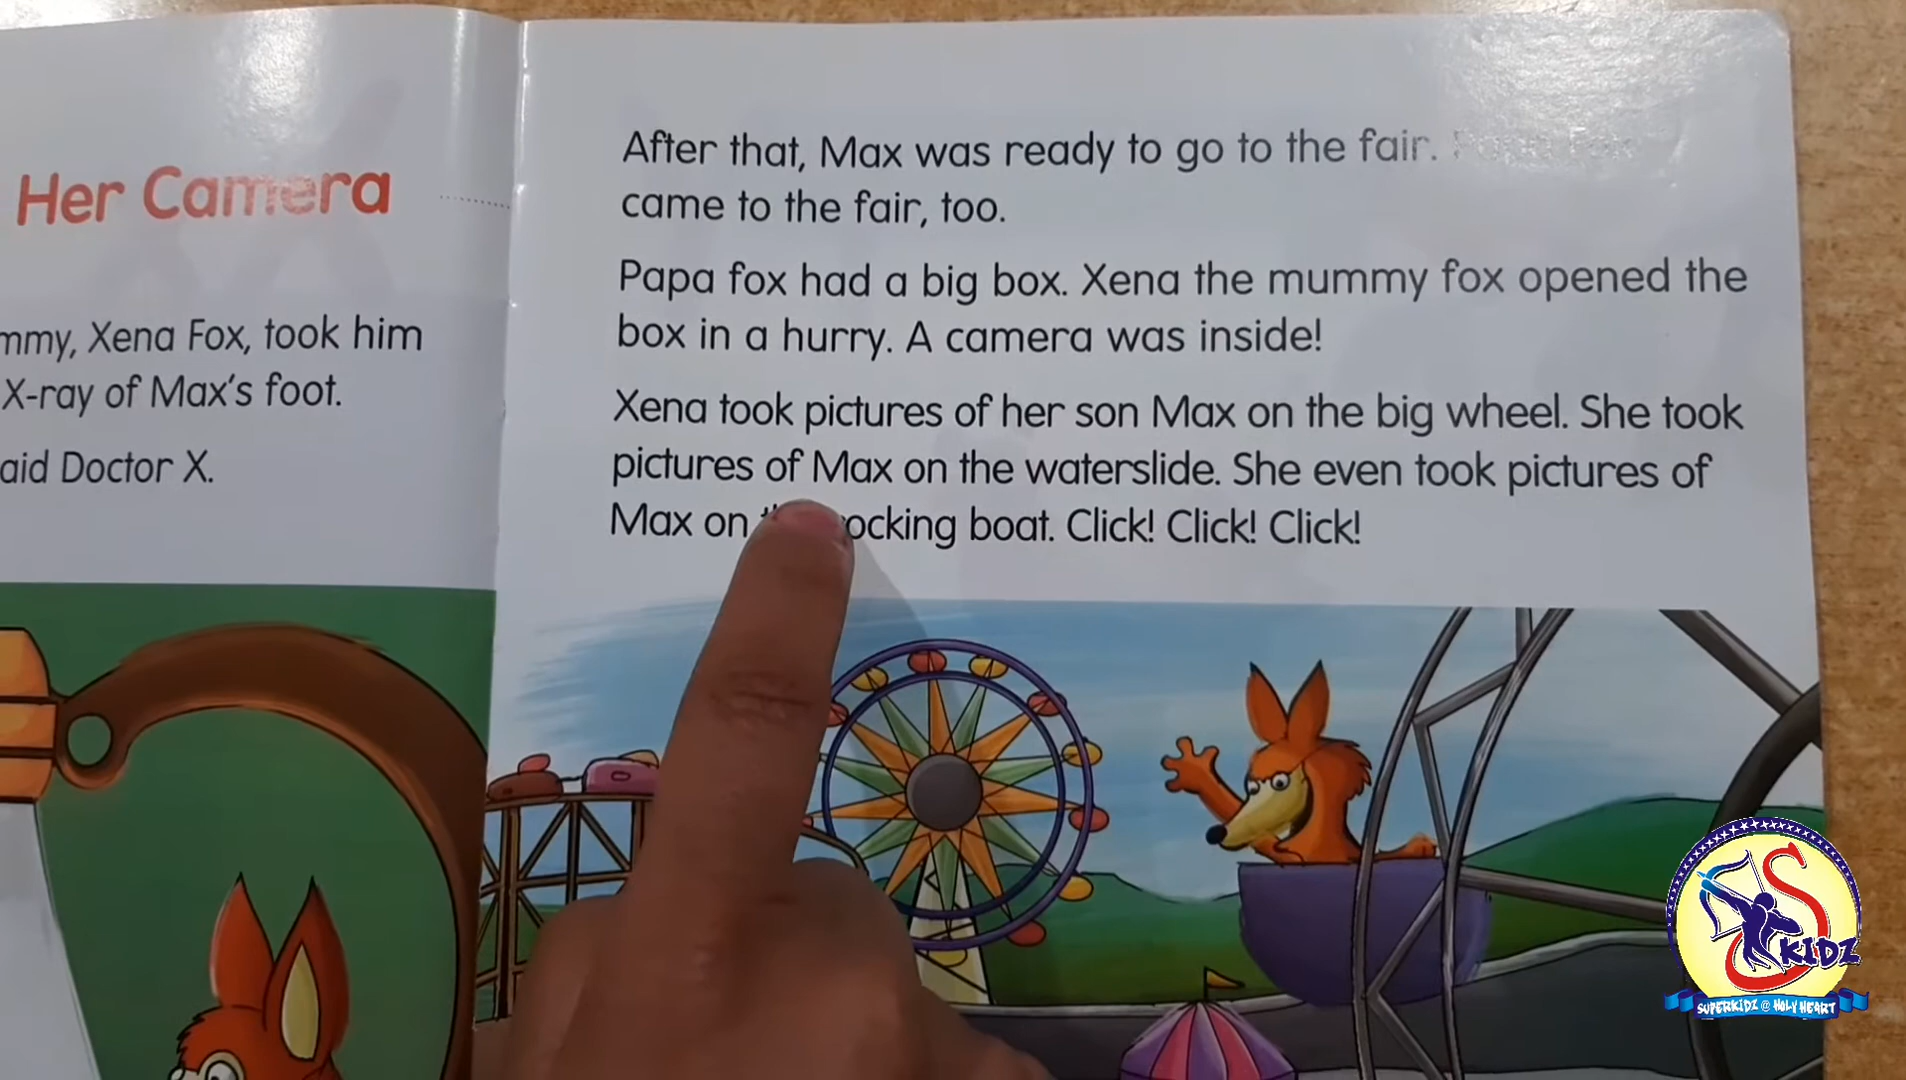 Her Camera
mmy, Xena Fox, took him
X-ray of Max's foot.
aid Doctor X.
After that, Max was ready to go to the fair.
came to the fair, too.
Papa fox had a big box. Xena the mummy fox opened the
box in a hurry. A camera was inside!
Xena took pictures of her son Max on the big wheel. She took
pictures of Max on the waterslide. She even took pictures of
Max on ocking boat. Click! Click! Click!
S KIDZ
SUPERKIDZ @ HOLY HEART